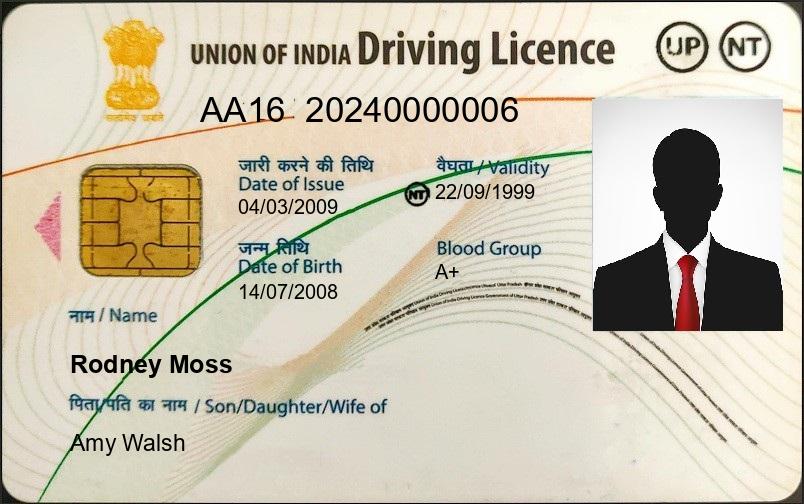 UNION OF INDIA Driving Licence UP NT
सत्यमेव जयते
AA16 20240000006
जारी करने की तिथि
Date of Issue
04/03/2009
वैधता / Validity
NT 22/09/1999
जन्म तिथि
Date of Birth
14/07/2008
Blood Group
A+
नाम / Name
Rodney Moss
पिता/पति का नाम / Son/Daughter/Wife of
Amy Walsh